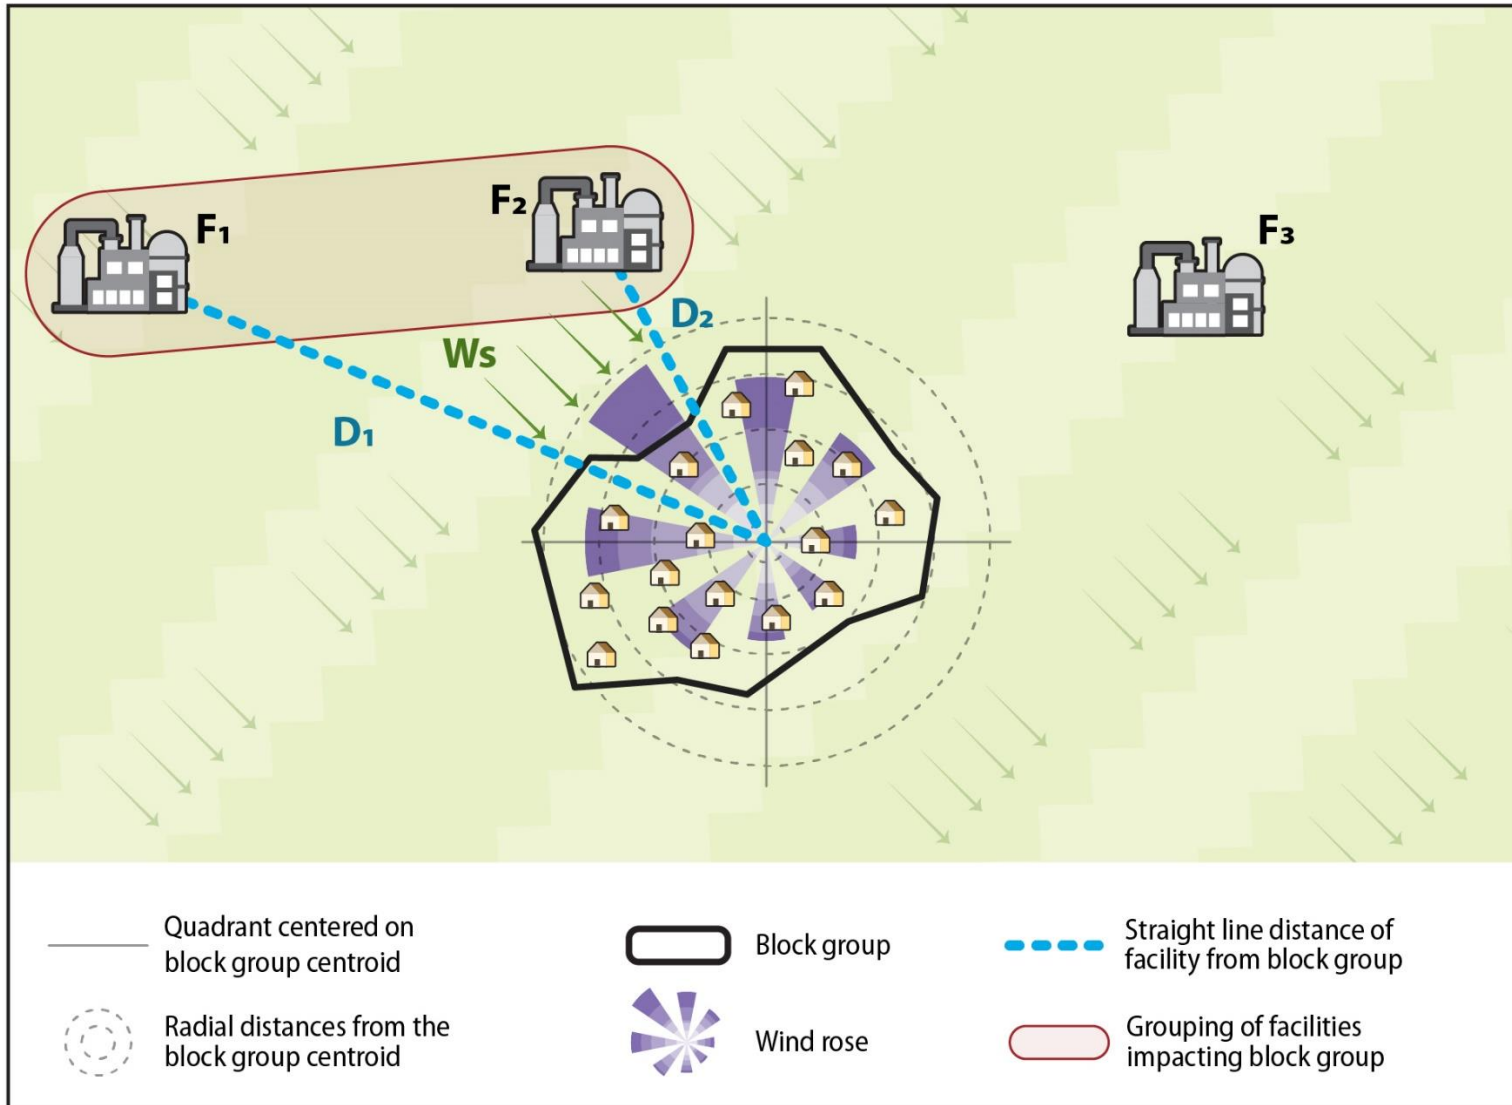 F₁
F₂
F₃
D₂
Ws
D₁
Quadrant centered on
block group centroid
Block group
Straight line distance of
facility from block group
Radial distances from the
block group centroid
Wind rose
Grouping of facilities
impacting block group